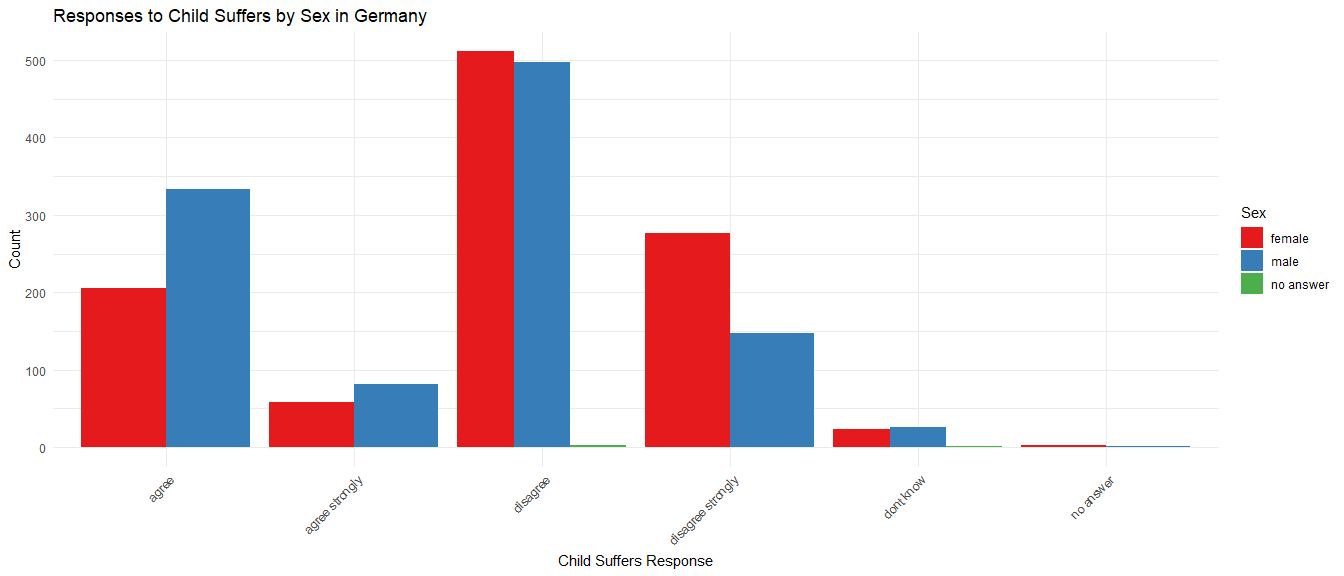 Responses to Child Suffers by Sex in Germany
500
400
300
200
100
0
Count
agree
agree strongly
disagree
disagree strongly
dont know
no answer
Child Suffers Response
Sex
female
male
no answer